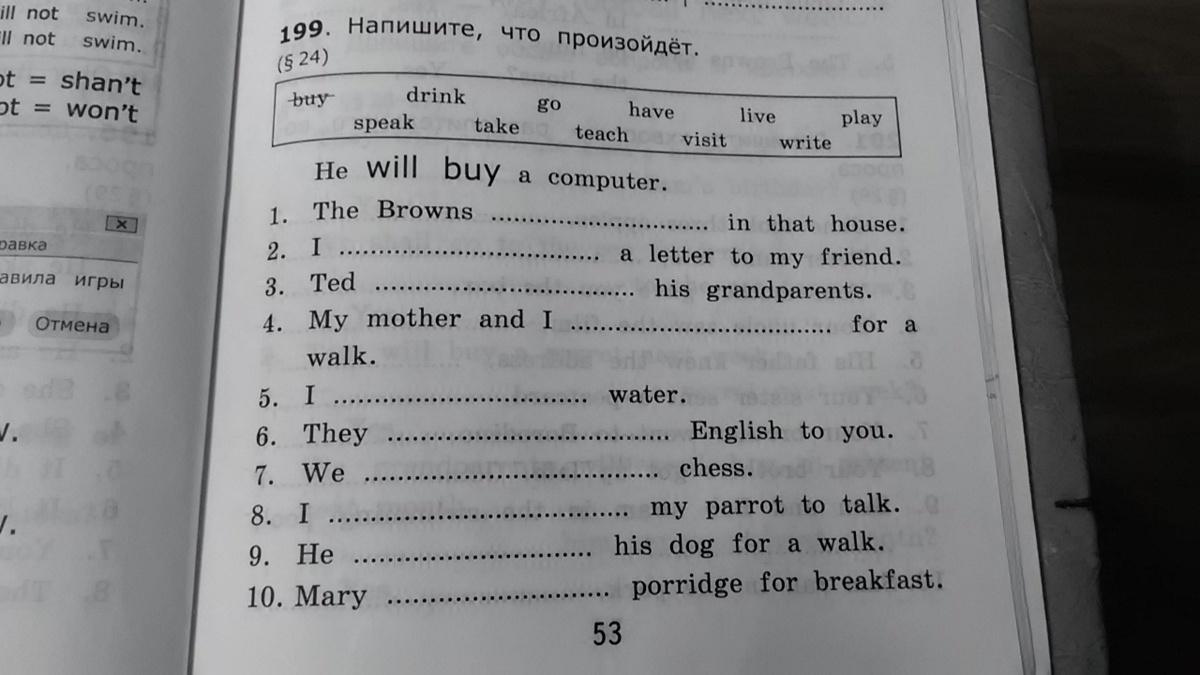 ill not swim.
ll not swim.
ot = shan't
ot = won't
равка
авила игры
Отмена
199. Напишите, что произойдёт.
(§ 24)
buy drink go have live play
speak take teach visit write
He will buy a computer.
1. The Browns ........................ in that house.
2. I ........................ a letter to my friend.
3. Ted ........................ his grandparents.
4. My mother and I ........................ for a
walk.
5. I ........................ water.
6. They ........................ English to you.
7. We ........................ chess.
8. I ........................ my parrot to talk.
9. He ........................ his dog for a walk.
10. Mary ........................ porridge for breakfast.
53